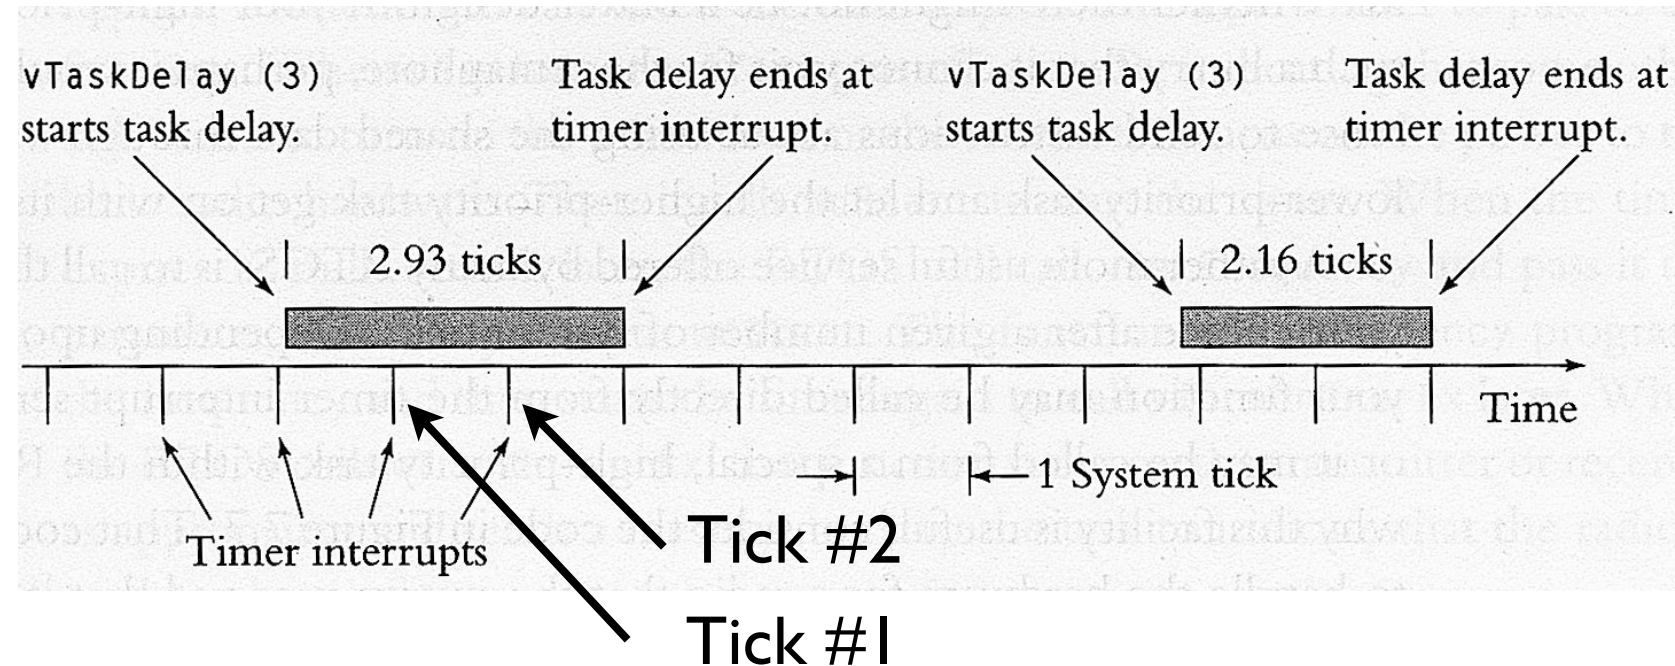 vTaskDelay (3)
starts task delay.
Task delay ends at
timer interrupt.
vTaskDelay (3)
starts task delay.
Task delay ends at
timer interrupt.
2.93 ticks
2.16 ticks
Time
1 System tick
Timer interrupts
Tick #2
Tick #1